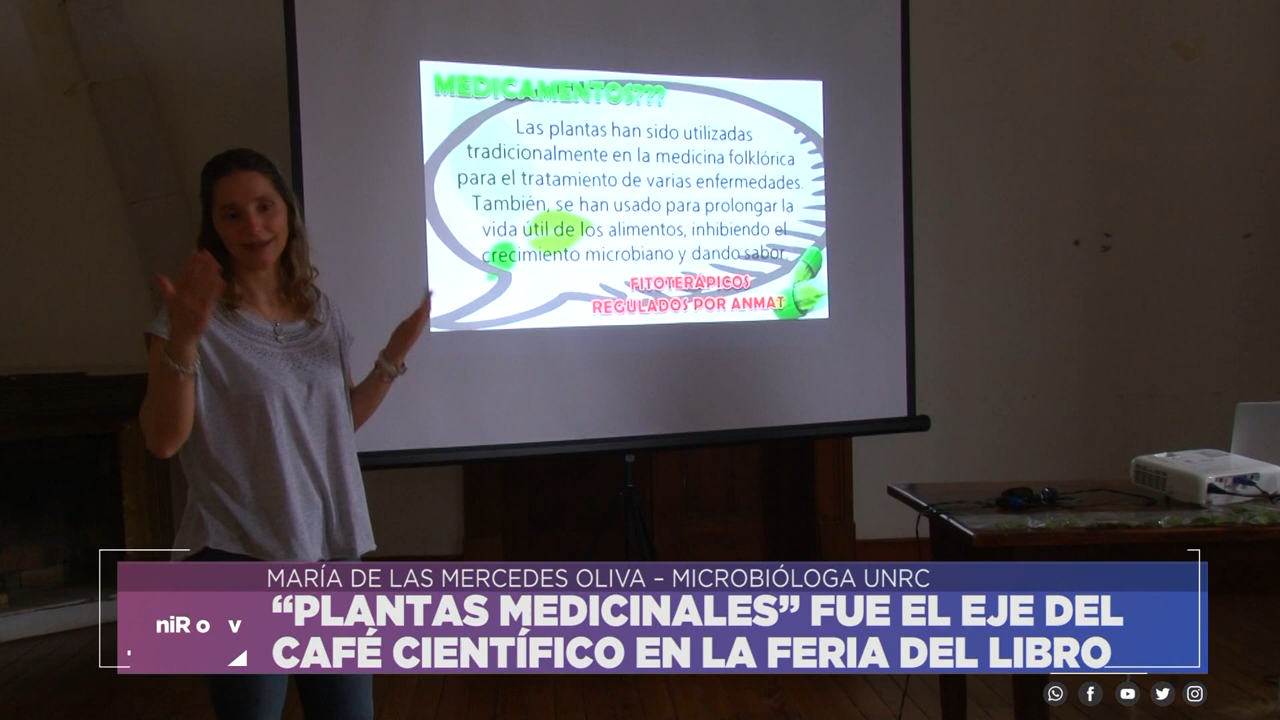 MEDICAMENTOS???
Las plantas han sido utilizadas
tradicionalmente en la medicina folklórica
para el tratamiento de varias enfermedades.
También, se han usado para prolongar la
vida útil de los alimentos, inhibiendo el
crecimiento microbiano y dando sabor.
FITOTERÁPICOS
REGULADOS POR ANMAT
MARÍA DE LAS MERCEDES OLIVA – MICROBIÓLOGA UNRC
“PLANTAS MEDICINALES” FUE EL EJE DEL
CAFÉ CIENTÍFICO EN LA FERIA DEL LIBRO
niR o v